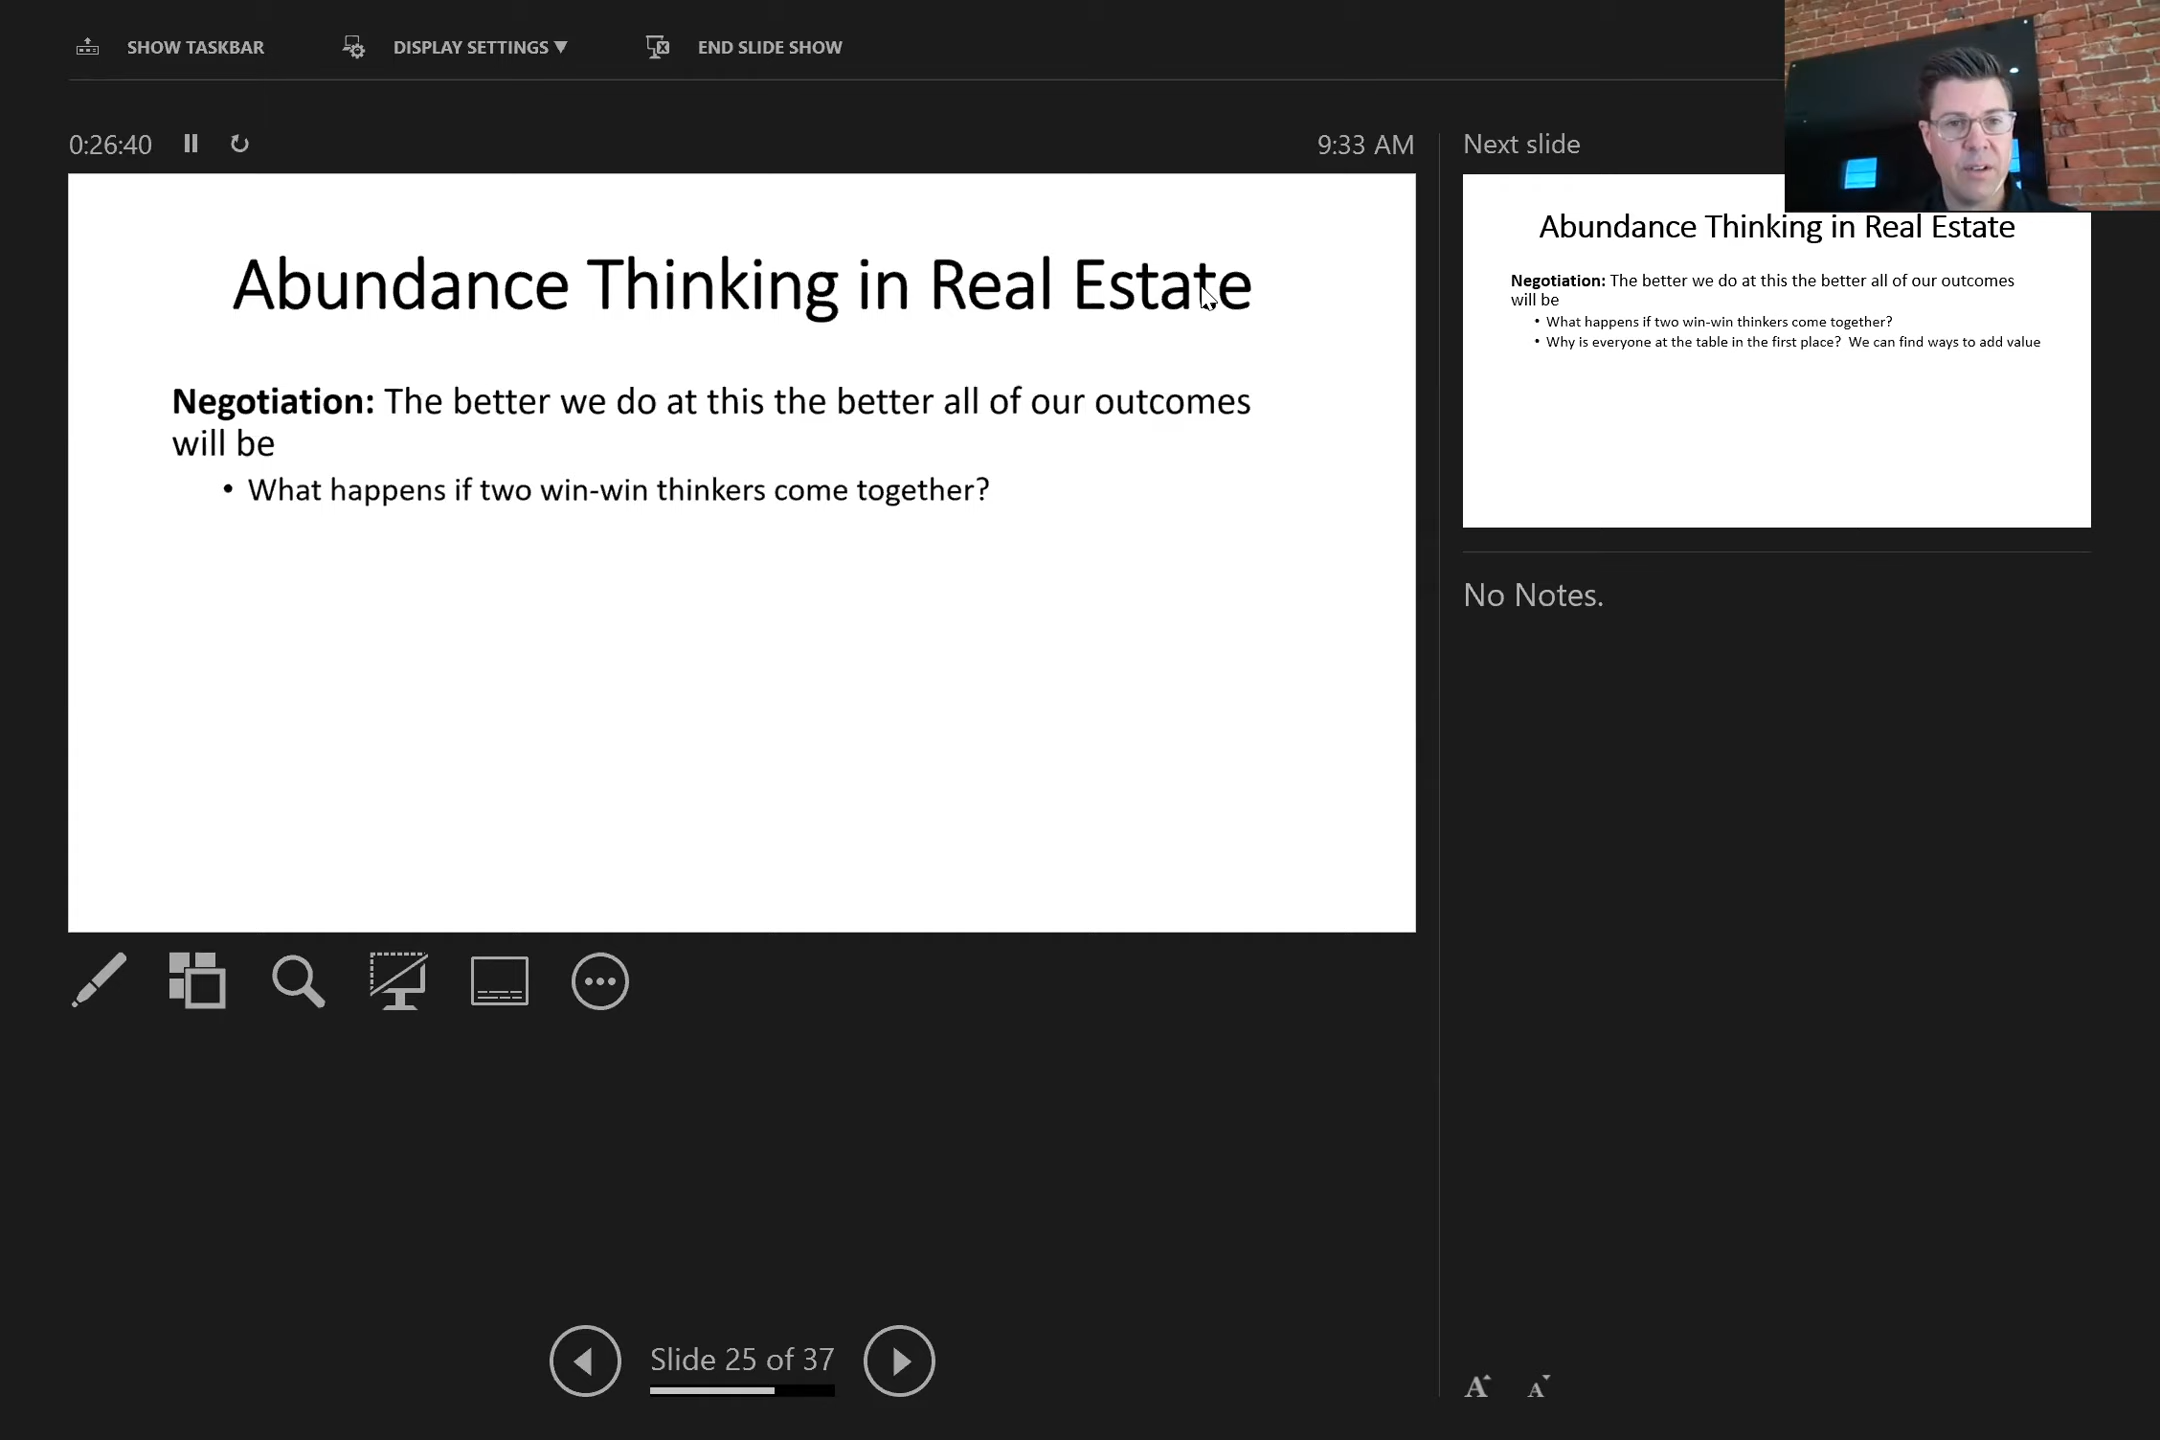 SHOW TASKBAR DISPLAY SETTINGS ▼ END SLIDE SHOW
0:26:40 9:33 AM
Abundance Thinking in Real Estate
Negotiation: The better we do at this the better all of our outcomes
will be
• What happens if two win-win thinkers come together?
Slide 25 of 37
Next slide
Abundance Thinking in Real Estate
Negotiation: The better we do at this the better all of our outcomes
will be
• What happens if two win-win thinkers come together?
• Why is everyone at the table in the first place? We can find ways to add value
No Notes.
A A